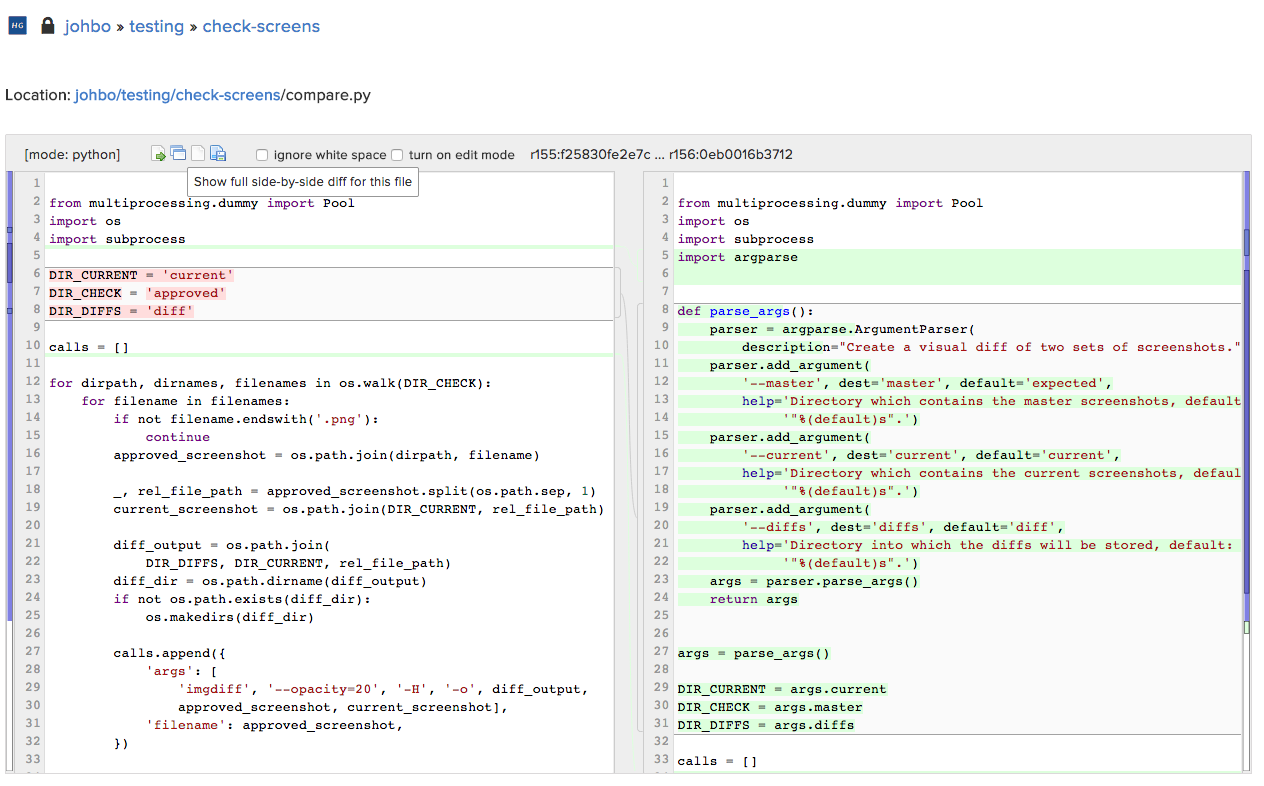 HG johbo » testing » check-screens
Location: johbo/testing/check-screens/compare.py
[mode: python] ignore white space turn on edit mode r155:f25830fe2e7c ... r156:0eb0016b3712
Show full side-by-side diff for this file
1
2 from multiprocessing.dummy import Pool
3 import os
4 import subprocess
5
6 DIR_CURRENT = 'current'
7 DIR_CHECK = 'approved'
8 DIR_DIFFS = 'diff'
9
10 calls = []
11
12 for dirpath, dirnames, filenames in os.walk(DIR_CHECK):
13     for filename in filenames:
14         if not filename.endswith('.png'):
15             continue
16         approved_screenshot = os.path.join(dirpath, filename)
17
18         _, rel_file_path = approved_screenshot.split(os.path.sep, 1)
19         current_screenshot = os.path.join(DIR_CURRENT, rel_file_path)
20
21         diff_output = os.path.join(
22             DIR_DIFFS, DIR_CURRENT, rel_file_path)
23         diff_dir = os.path.dirname(diff_output)
24         if not os.path.exists(diff_dir):
25             os.makedirs(diff_dir)
26
27         calls.append({
28             'args': [
29                 'imgdiff', '--opacity=20', '-H', '-o', diff_output,
30                 approved_screenshot, current_screenshot],
31             'filename': approved_screenshot,
32         })
33
1
2 from multiprocessing.dummy import Pool
3 import os
4 import subprocess
5 import argparse
6
7
8 def parse_args():
9     parser = argparse.ArgumentParser(
10         description="Create a visual diff of two sets of screenshots."
11     parser.add_argument(
12         '--master', dest='master', default='expected',
13         help='Directory which contains the master screenshots, default
14              '"%(default)s".')
15     parser.add_argument(
16         '--current', dest='current', default='current',
17         help='Directory which contains the current screenshots, defaul
18              '"%(default)s".')
19     parser.add_argument(
20         '--diffs', dest='diffs', default='diff',
21         help='Directory into which the diffs will be stored, default:
22              '"%(default)s".')
23     args = parser.parse_args()
24     return args
25
26
27 args = parse_args()
28
29 DIR_CURRENT = args.current
30 DIR_CHECK = args.master
31 DIR_DIFFS = args.diffs
32
33 calls = []